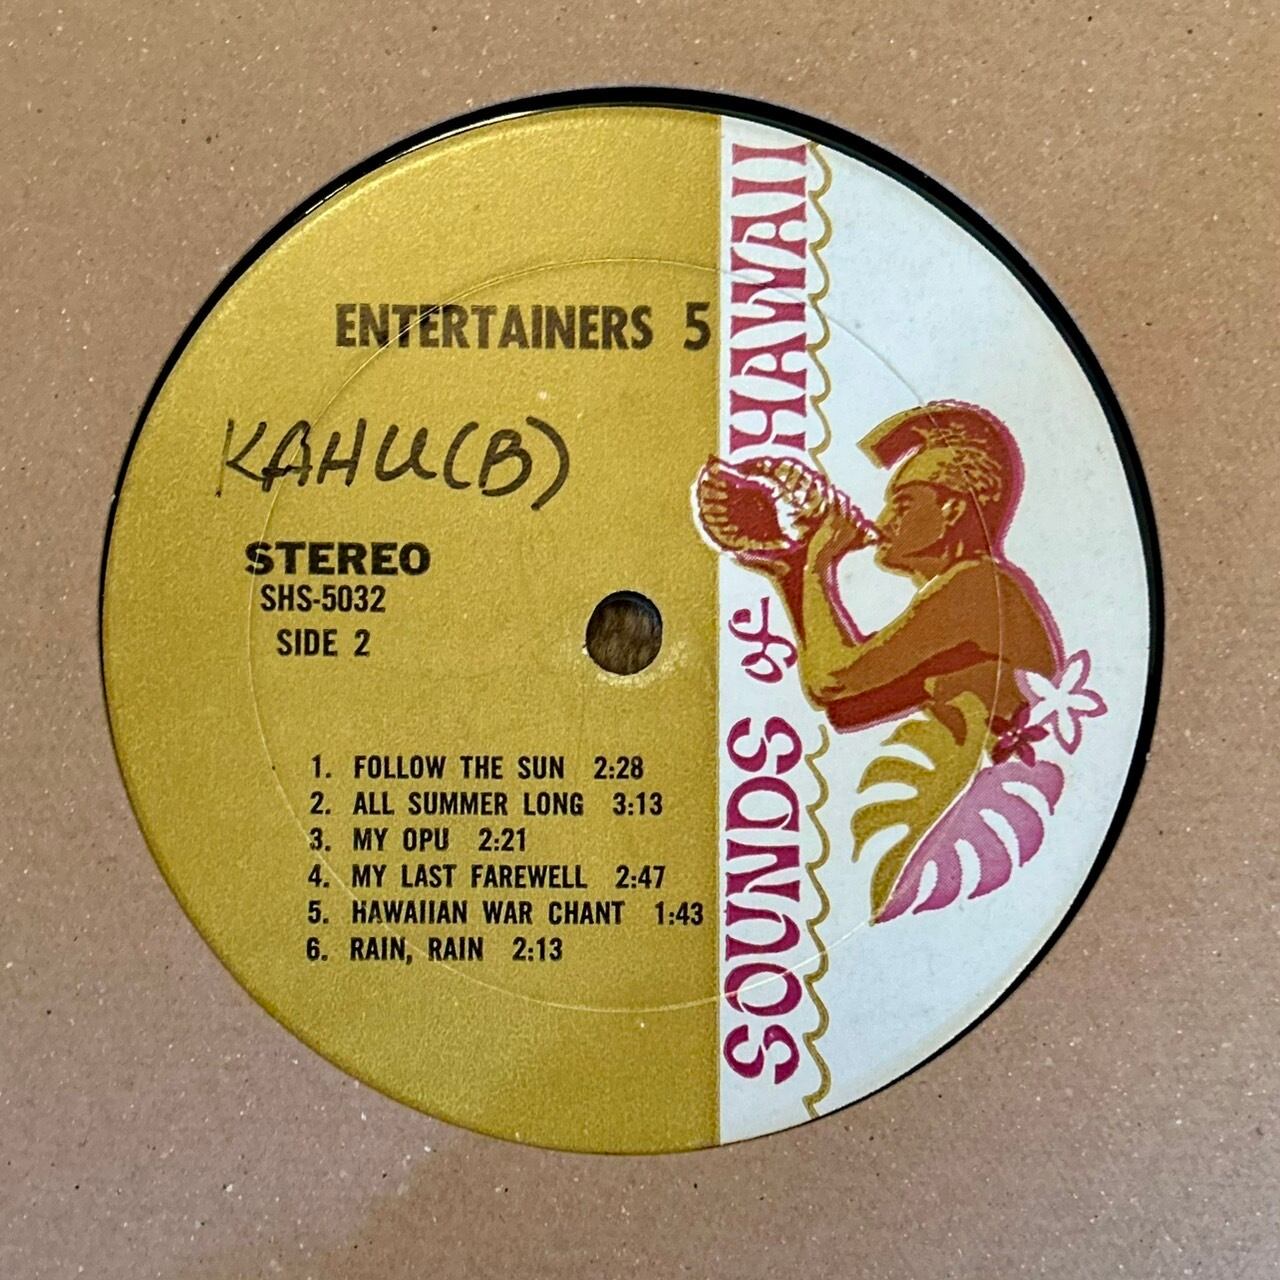 ENTERTAINERS 5
KAHU(B)
STEREO
SHS-5032
SIDE 2
1. FOLLOW THE SUN 2:28
2. ALL SUMMER LONG 3:13
3. MY OPU 2:21
4. MY LAST FAREWELL 2:47
5. HAWAIIAN WAR CHANT 1:43
6. RAIN, RAIN 2:13
SOUNDS of HAWAII